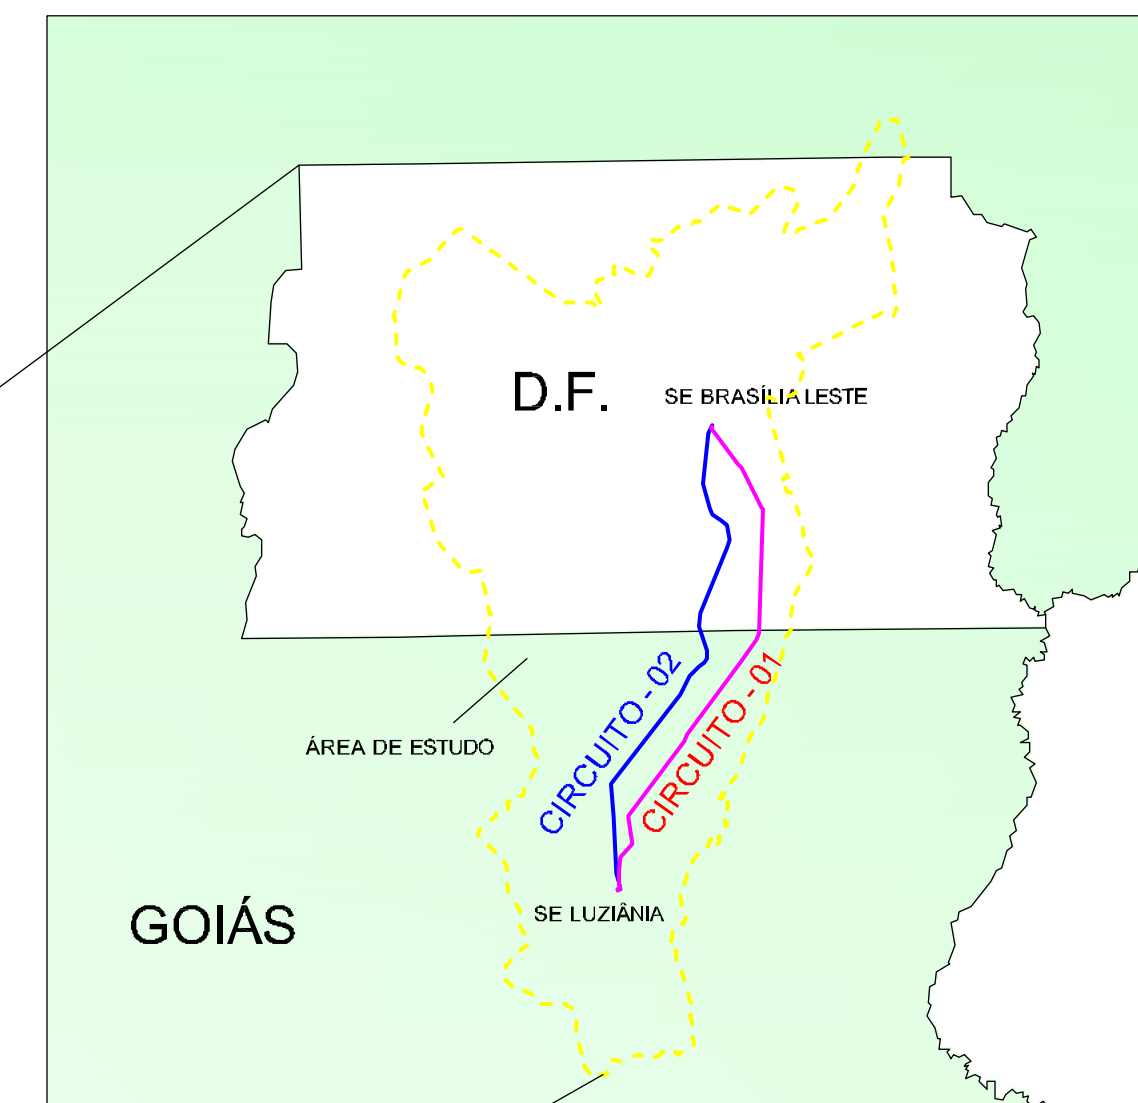 D.F.
SE BRASÍLIA LESTE
CIRCUITO - 02
CIRCUITO - 01
ÁREA DE ESTUDO
GOIÁS
SE LUZIÂNIA